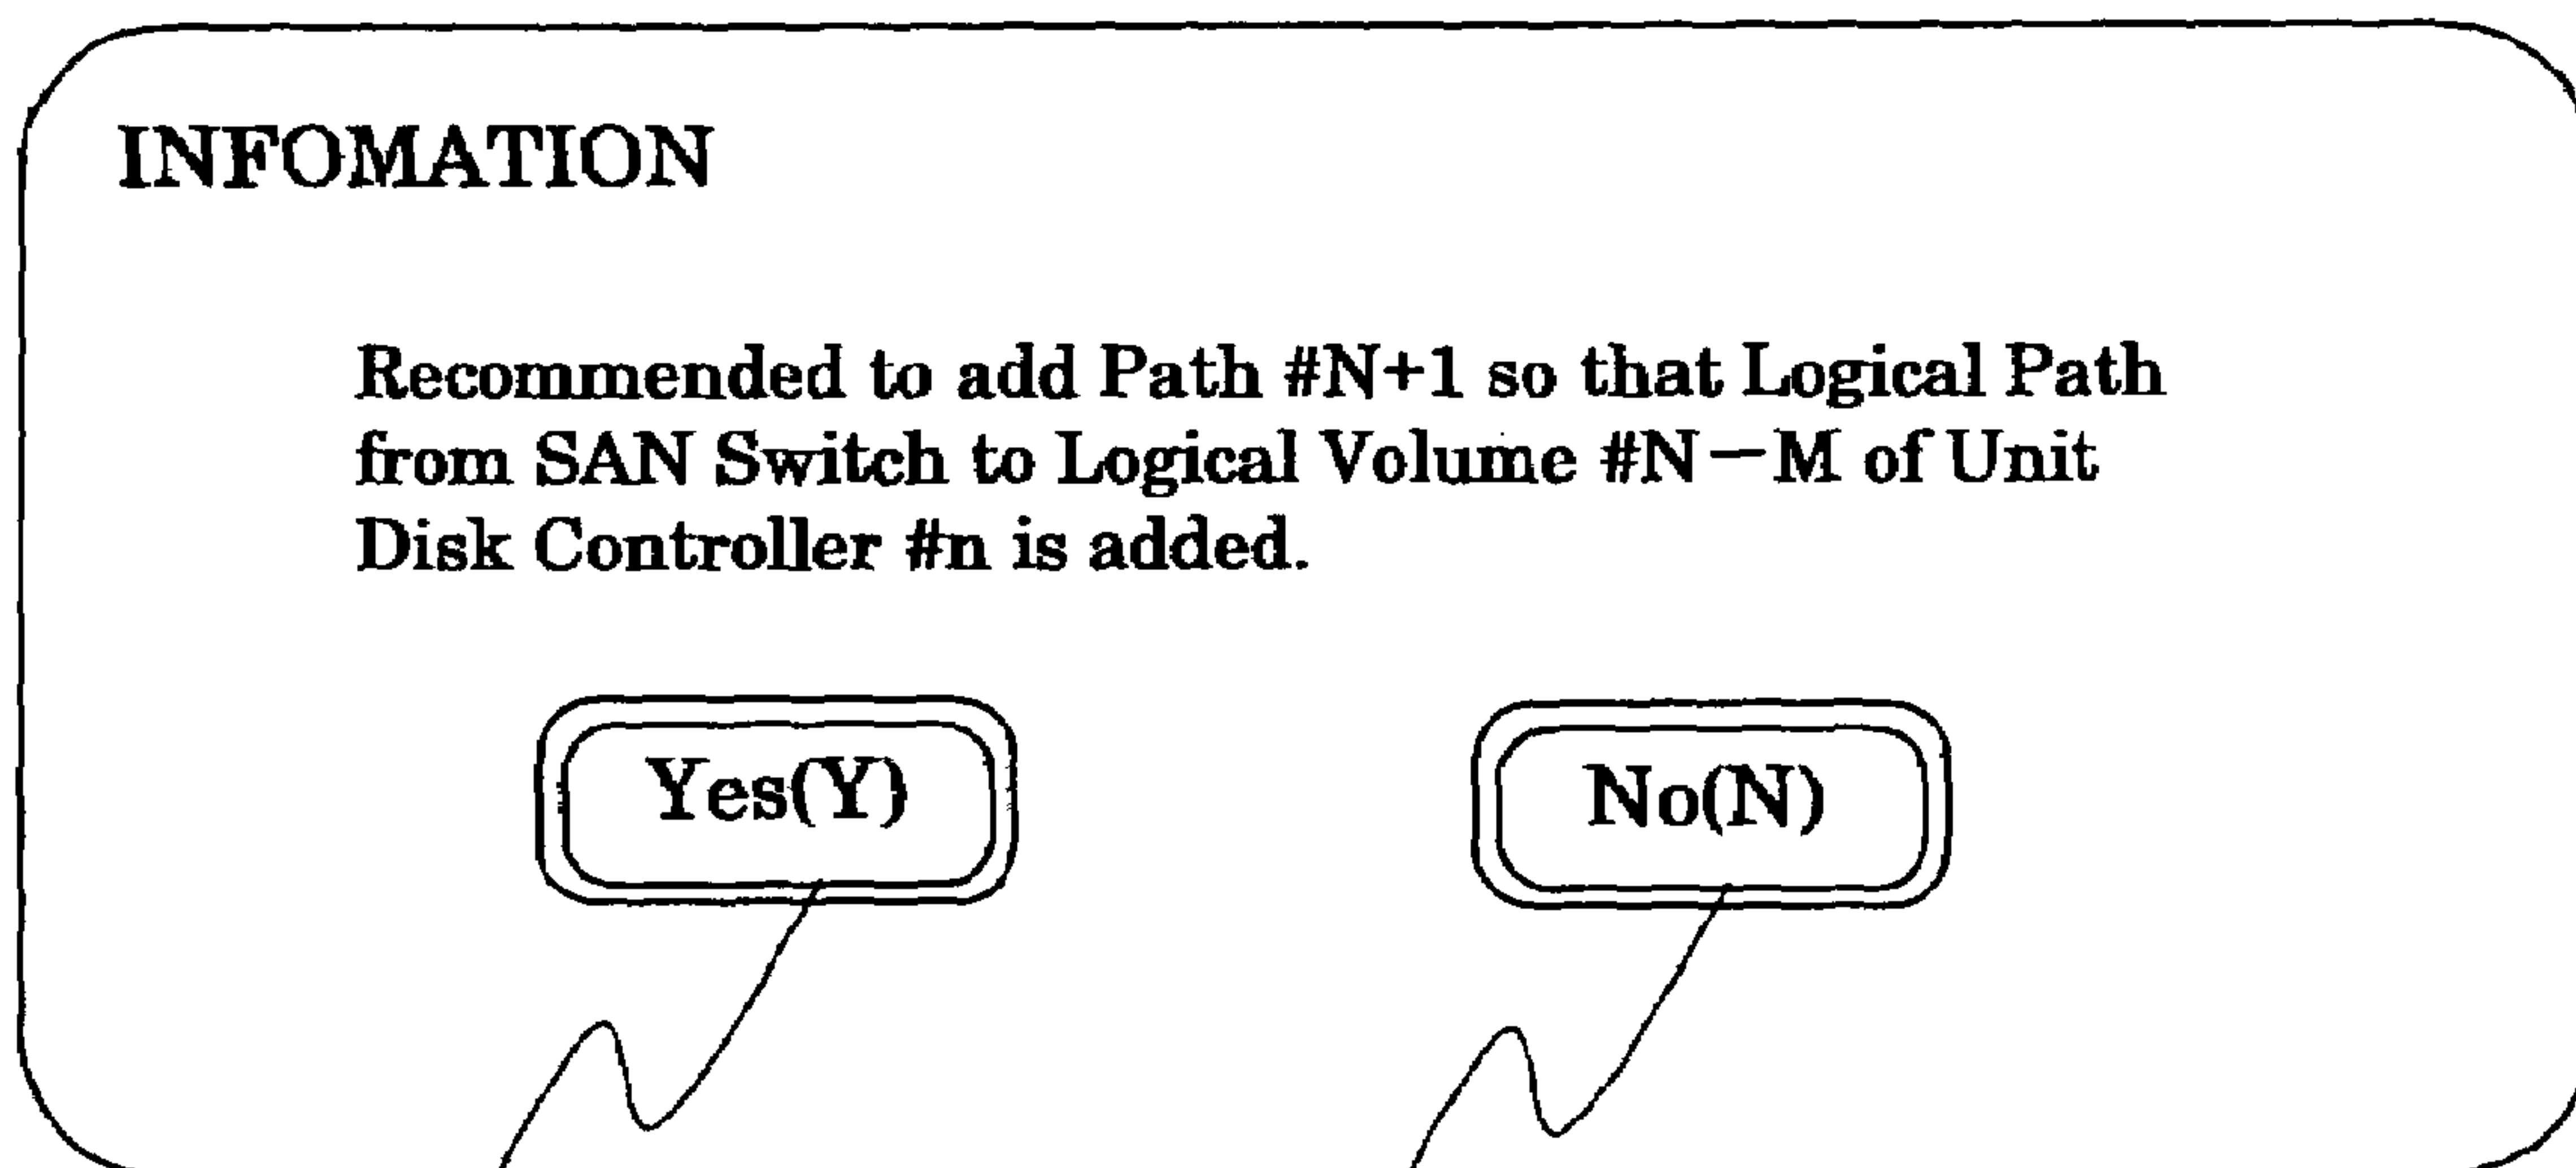 INFOMATION
Recommended to add Path #N+1 so that Logical Path
from SAN Switch to Logical Volume #N－M of Unit
Disk Controller #n is added.
Yes(Y)
No(N)